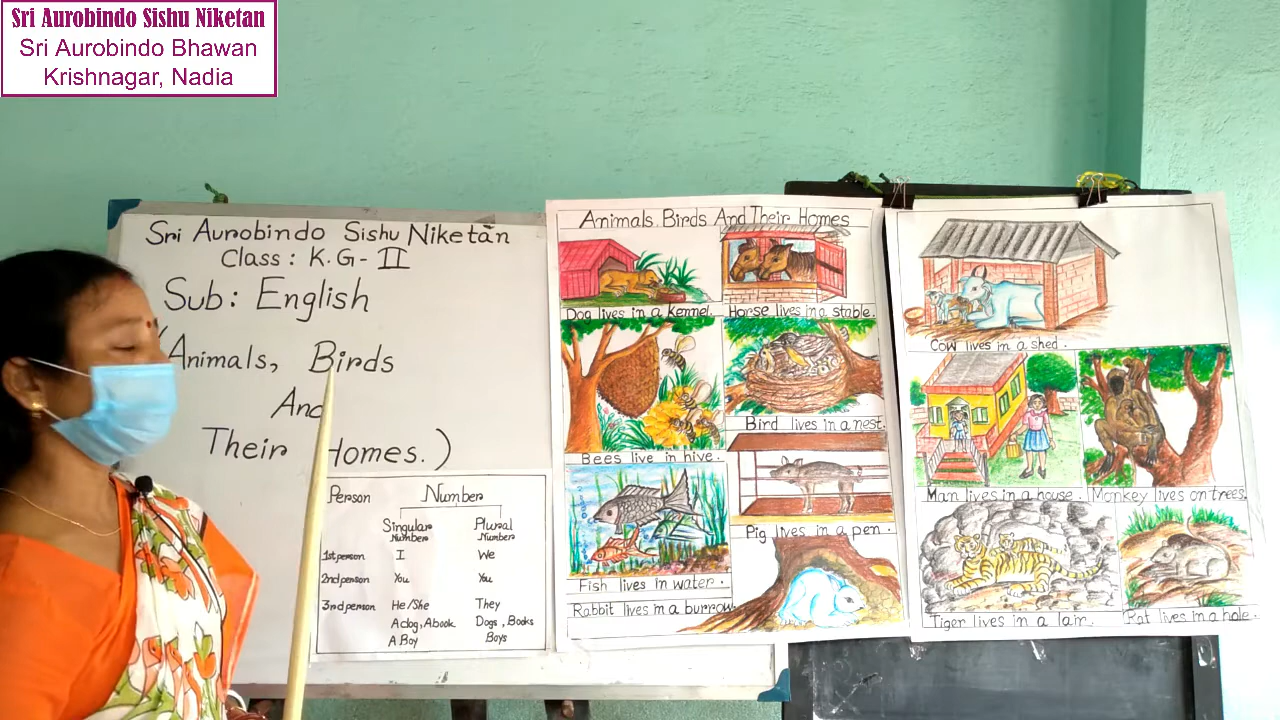 Sri Aurobindo Sishu Niketan
Sri Aurobindo Bhawan
Krishnagar, Nadia
Sri Aurobindo Sishu Niketan
Class : K.G - II
Sub : English
(Animals, Birds
And
Their Homes.)
Person Number
Singular Number Plural Number
1st person I We
2nd person You You
3rd person He/She They
A dog, A book Dogs, Books
A Boy Boys
Animals, Birds And Their Homes
Dog lives in a Kennel.
Horse lives in a stable.
Bees live in hive.
Bird lives in a nest.
Fish lives in water.
Pig lives in a pen.
Rabbit lives in a burrow.
Cow lives in a shed.
Man lives in a house.
Monkey lives on trees.
Tiger lives in a lair.
Rat lives in a hole.